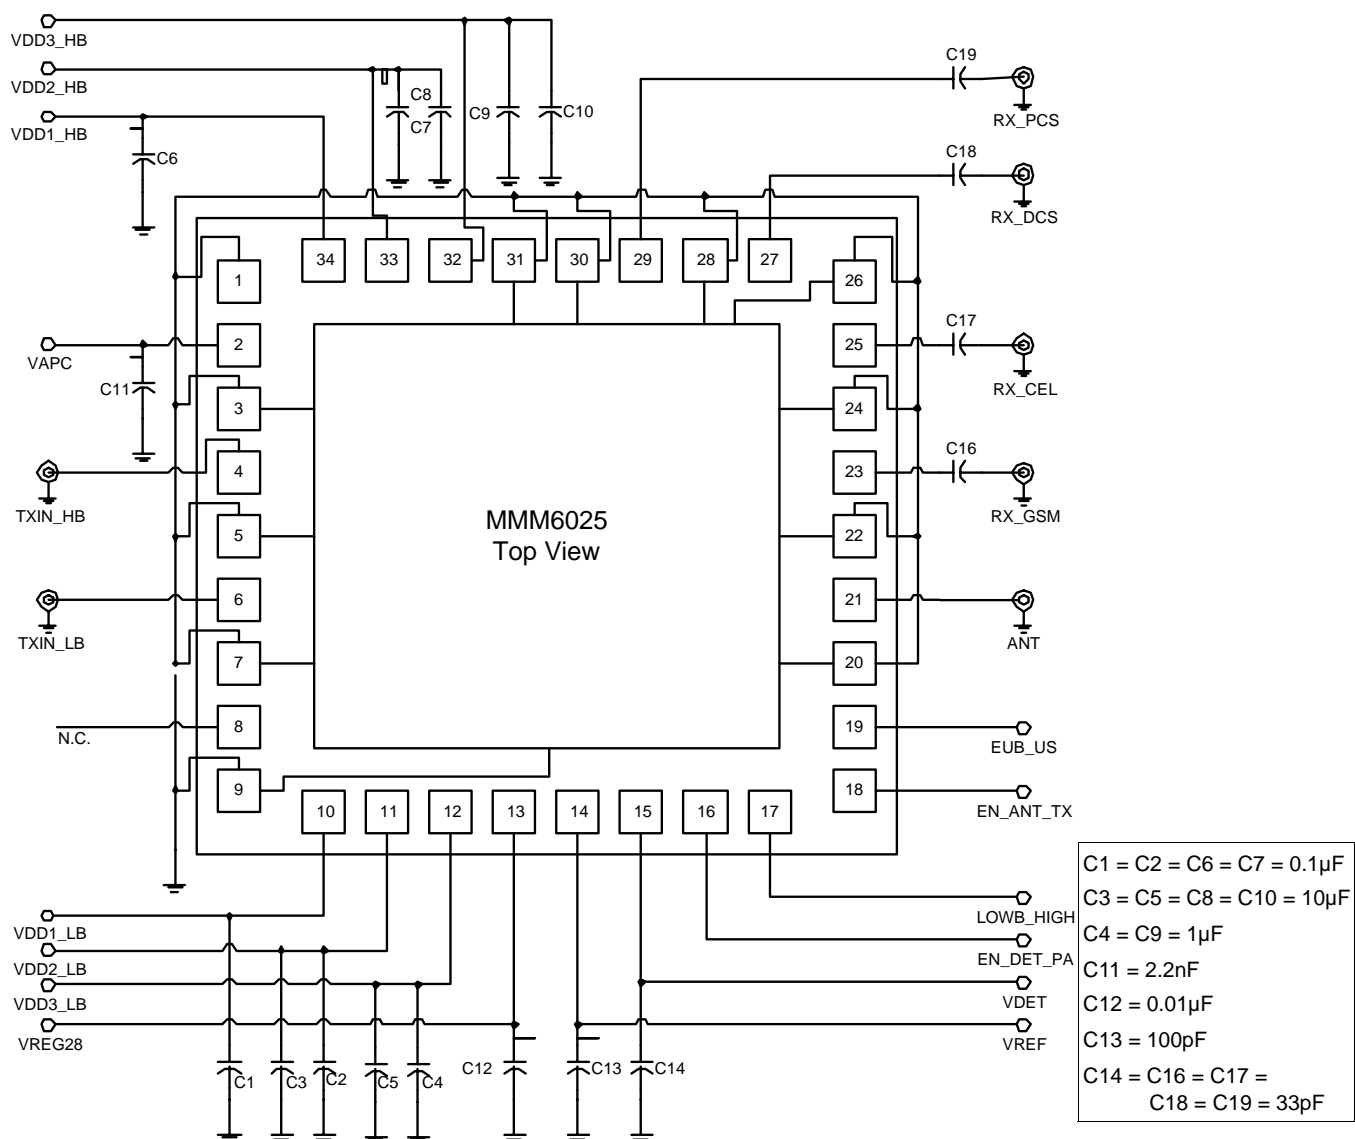 VDD3_HB
VDD2_HB
VDD1_HB
C6
C8
C7
C9
C10
C19
RX_PCS
C18
RX_DCS
34
33
32
31
30
29
28
27
1
26
2
VAPC
C11
25
C17
RX_CEL
3
24
4
TXIN_HB
23
C16
RX_GSM
5
MMM6025
Top View
22
6
TXIN_LB
21
ANT
7
20
8
N.C.
19
EUB_US
9
18
EN_ANT_TX
10
11
12
13
14
15
16
17
VDD1_LB
VDD2_LB
VDD3_LB
VREG28
LOWB_HIGH
EN_DET_PA
VDET
VREF
C1
C3
C2
C5
C4
C12
C13
C14
C1 = C2 = C6 = C7 = 0.1µF
C3 = C5 = C8 = C10 = 10µF
C4 = C9 = 1µF
C11 = 2.2nF
C12 = 0.01µF
C13 = 100pF
C14 = C16 = C17 =
C18 = C19 = 33pF